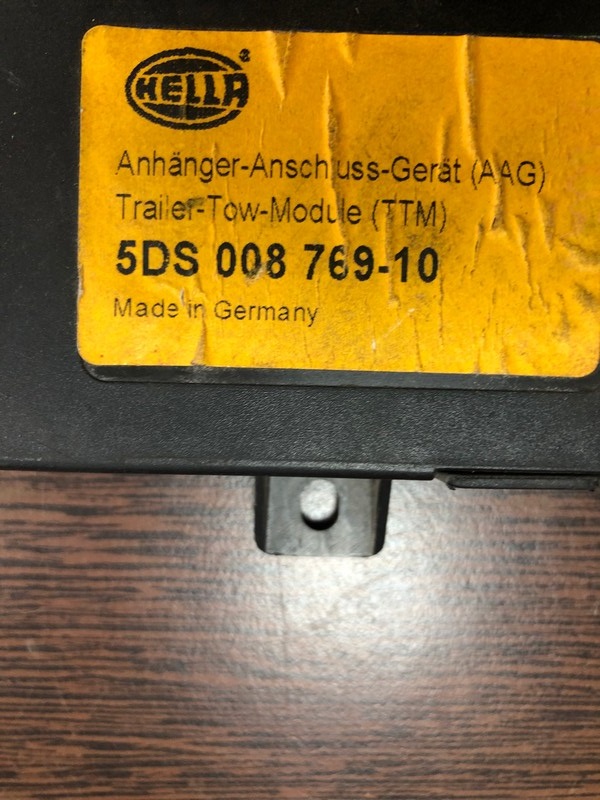 HELLA®
Anhänger-Anschluss-Gerät (AAG)
Trailer-Tow-Module (TTM)
5DS 008 769-10
Made in Germany